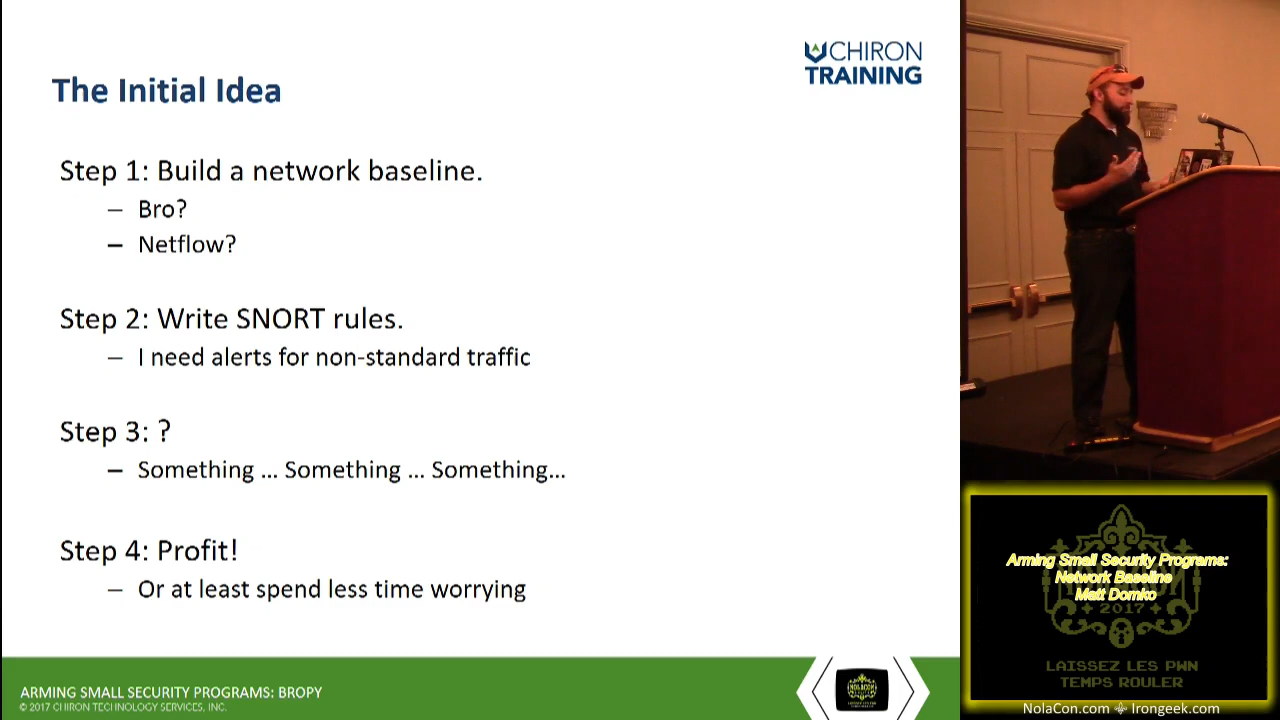 CHIRON
TRAINING
The Initial Idea
Step 1: Build a network baseline.
– Bro?
– Netflow?
Step 2: Write SNORT rules.
– I need alerts for non-standard traffic
Step 3: ?
– Something ... Something ... Something...
Step 4: Profit!
– Or at least spend less time worrying
ARMING SMALL SECURITY PROGRAMS: BROPY
© 2017 CHIRON TECHNOLOGY SERVICES, INC.
Arming Small Security Programs:
Network Baseline
Matt Domko
2017
LAISSEZ LES PWN
TEMPS ROULER
NolaCon.com ⚜ Irongeek.com